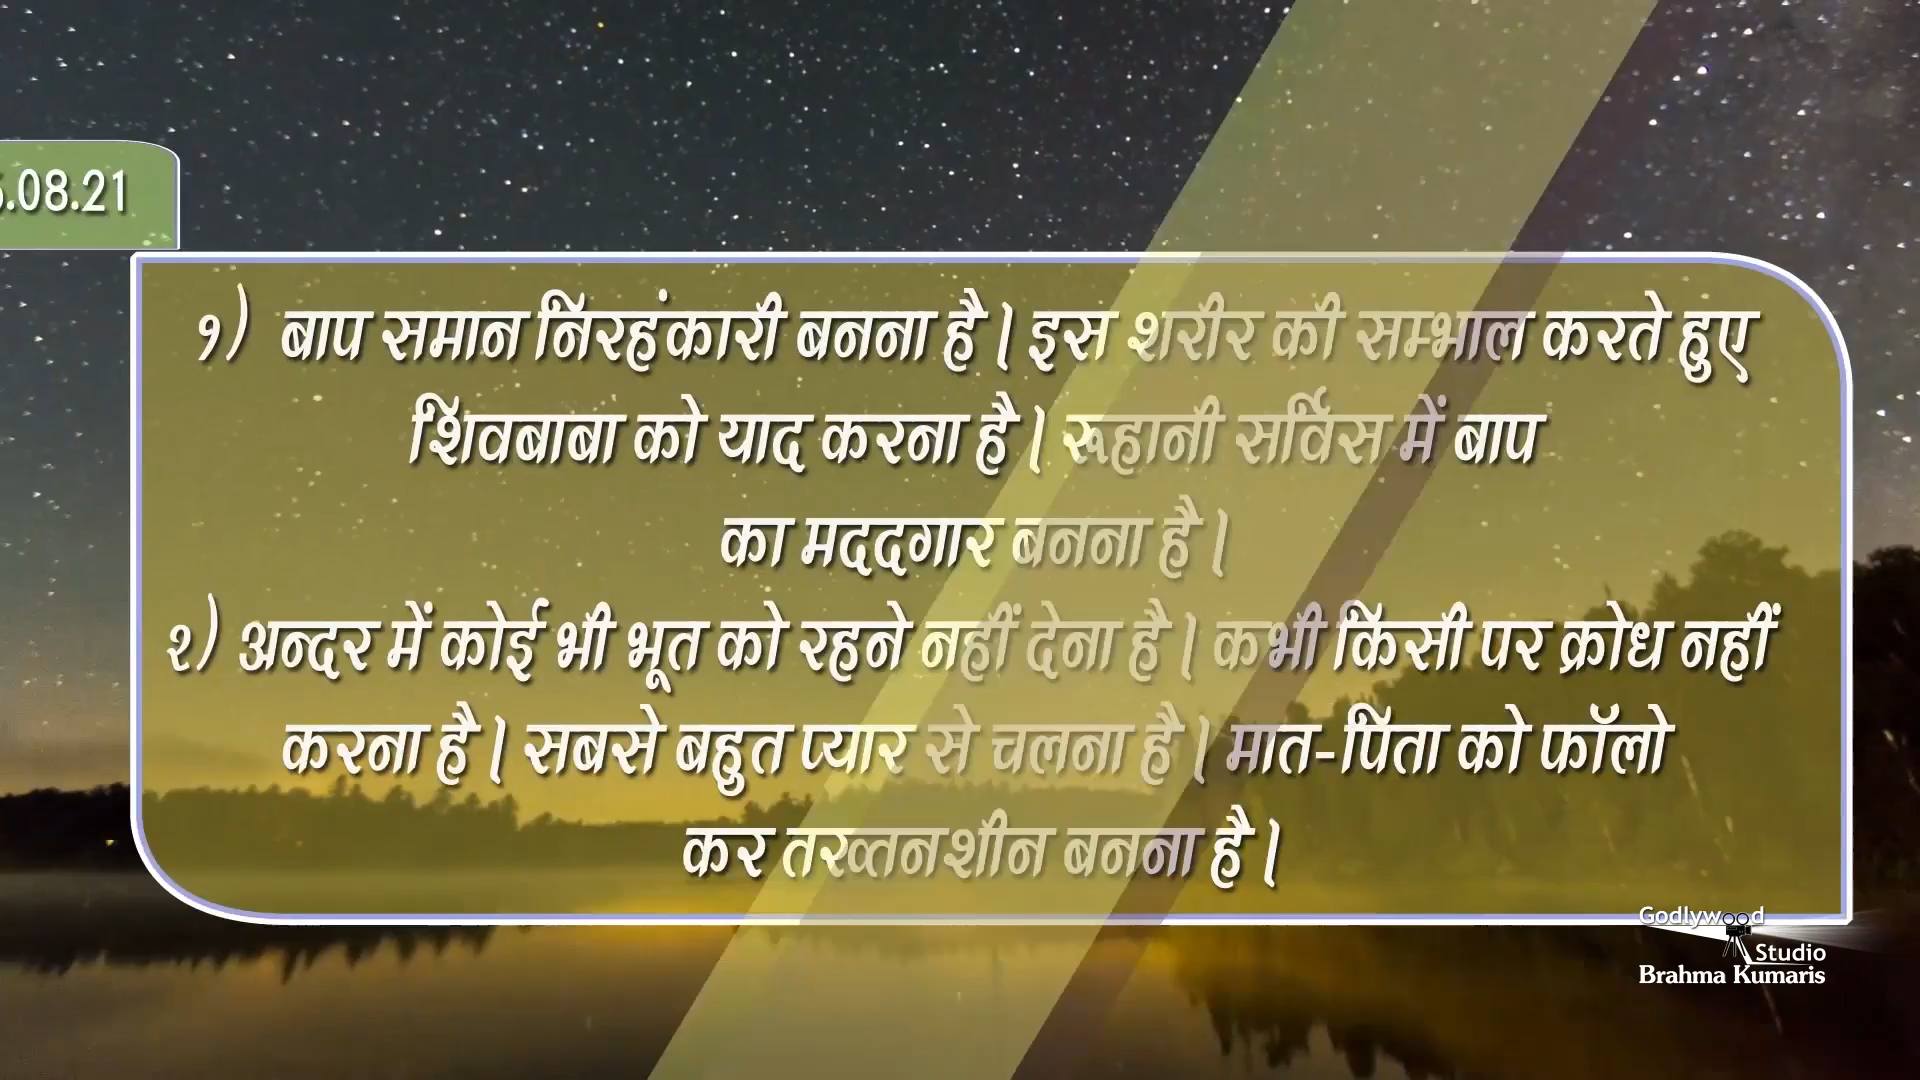 .08.21
१) बाप समान निरहंकारी बनना है। इस शरीर की सम्भाल करते हुए
शिवबाबा को याद करना है। रूहानी सर्विस में बाप
का मददगार बनना है।
२) अन्दर में कोई भी भूत को रहने नहीं देना है। कभी किसी पर क्रोध नहीं
करना है। सबसे बहुत प्यार से चलना है। मात-पिता को फॉलो
कर तख्तनशीन बनना है।
Godlywood
Studio
Brahma Kumaris